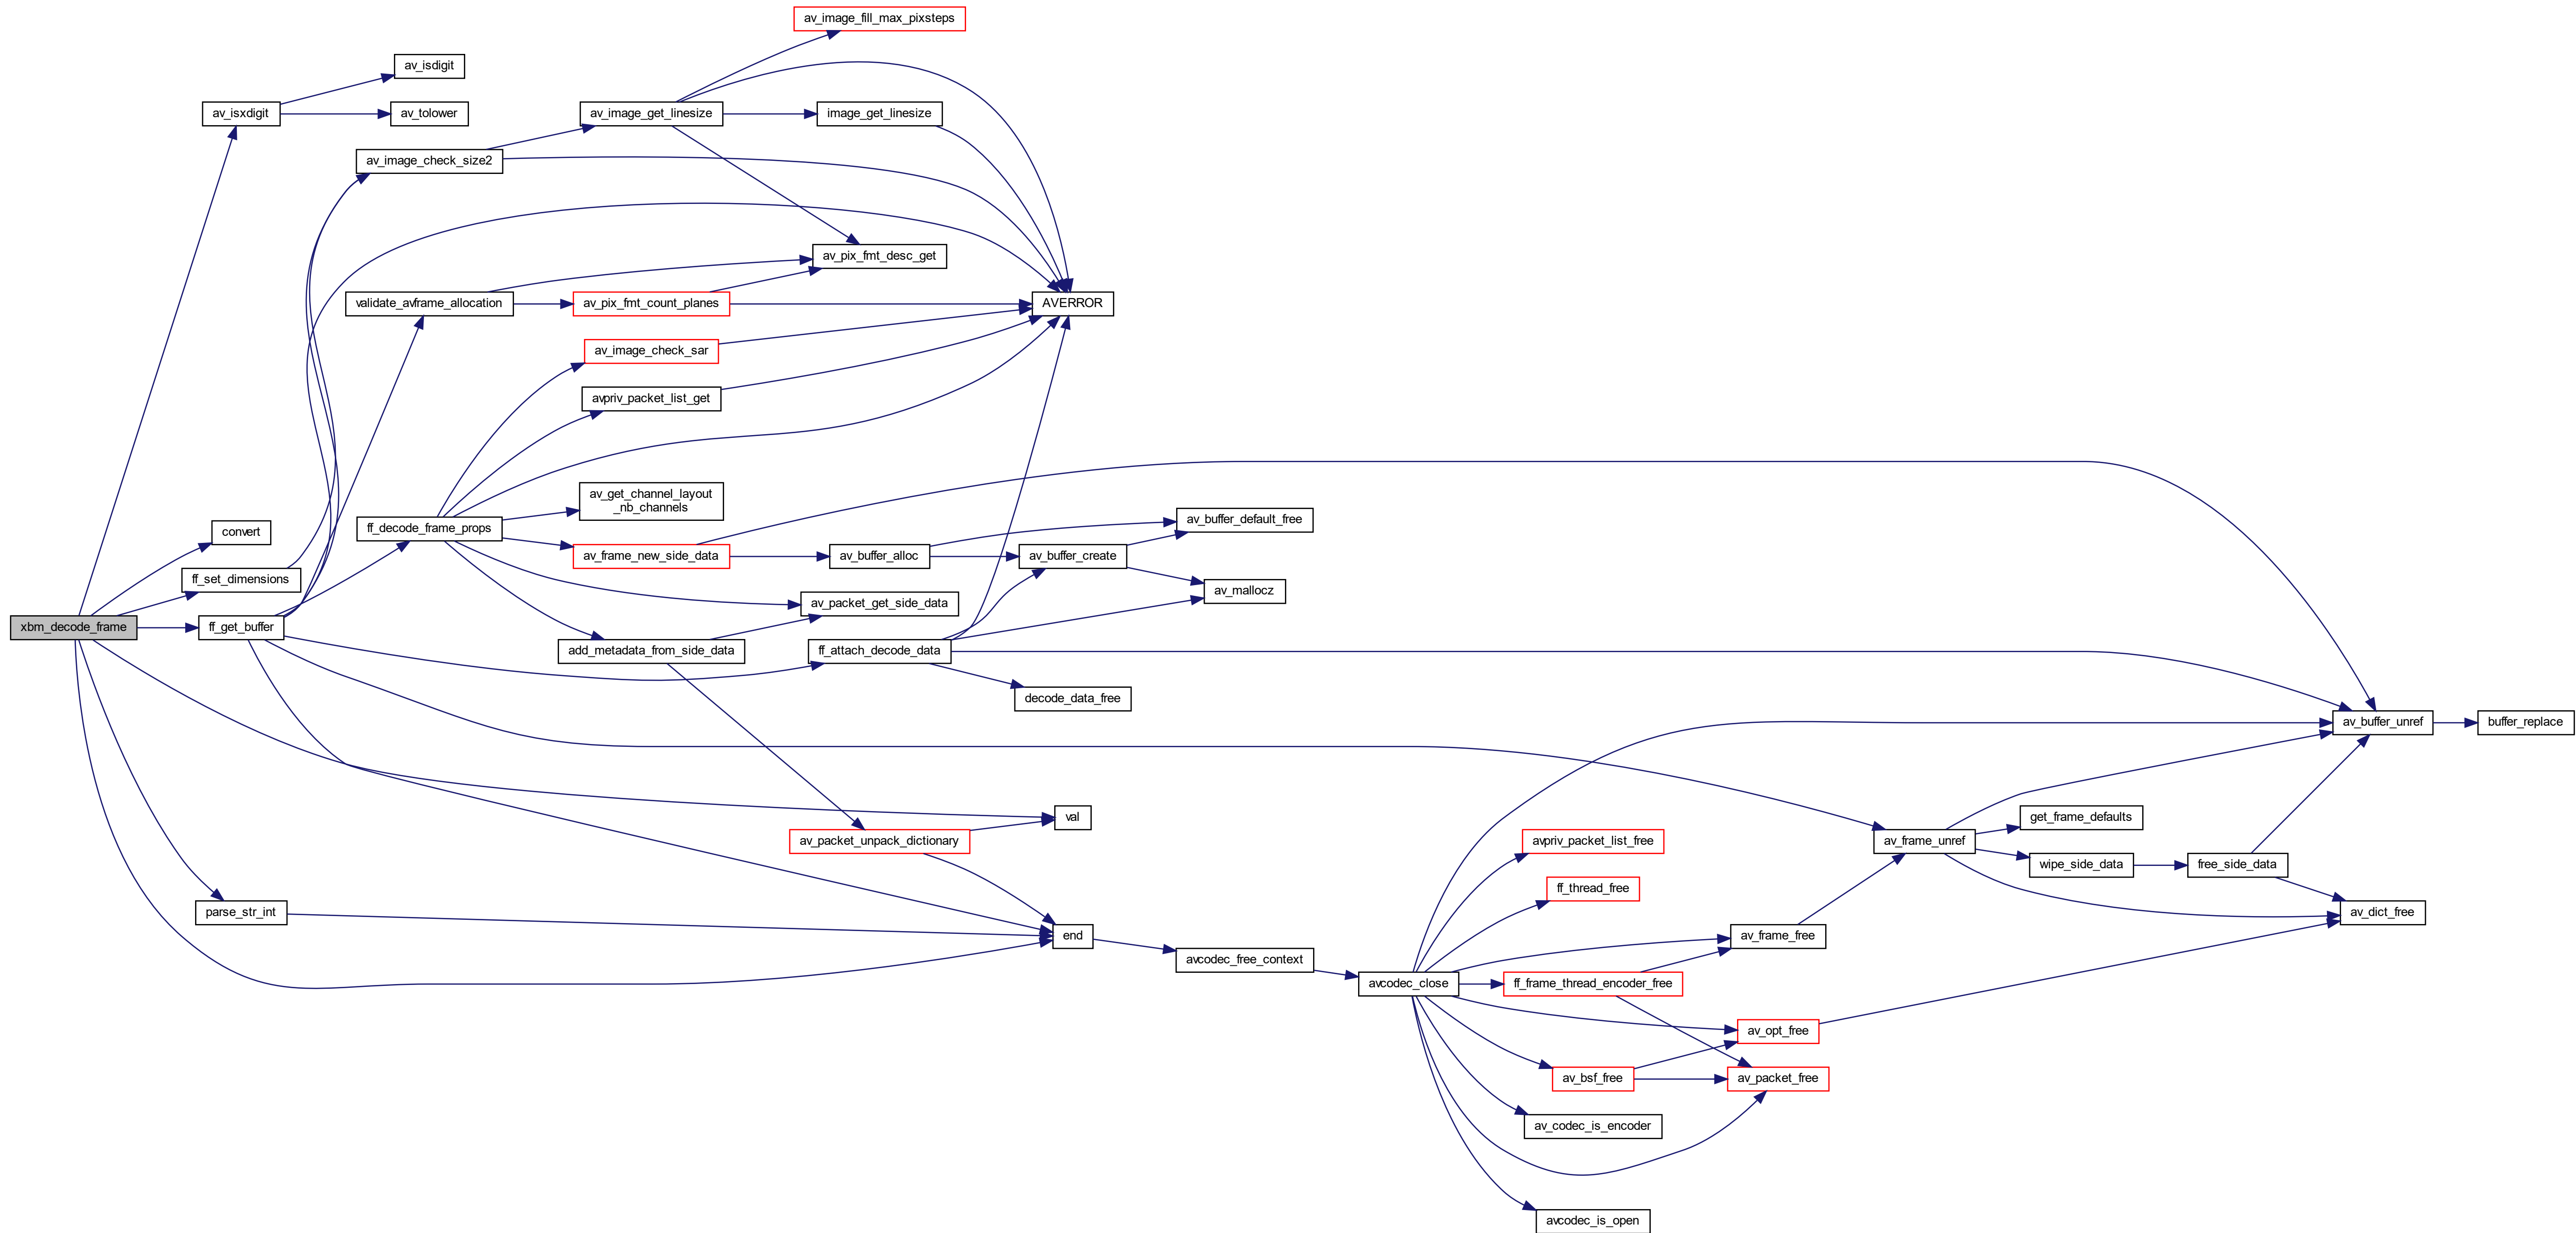 av_image_fill_max_pixsteps
av_isdigit
av_isxdigit
av_tolower
av_image_get_linesize
image_get_linesize
av_image_check_size2
av_pix_fmt_desc_get
validate_avframe_allocation
av_pix_fmt_count_planes
AVERROR
av_image_check_sar
avpriv_packet_list_get
av_get_channel_layout
_nb_channels
ff_decode_frame_props
av_buffer_default_free
convert
av_frame_new_side_data
av_buffer_alloc
av_buffer_create
ff_set_dimensions
av_mallocz
av_packet_get_side_data
xbm_decode_frame
ff_get_buffer
add_metadata_from_side_data
ff_attach_decode_data
decode_data_free
av_buffer_unref
buffer_replace
val
get_frame_defaults
av_packet_unpack_dictionary
avpriv_packet_list_free
av_frame_unref
wipe_side_data
free_side_data
ff_thread_free
parse_str_int
av_dict_free
end
av_frame_free
avcodec_free_context
avcodec_close
ff_frame_thread_encoder_free
av_opt_free
av_bsf_free
av_packet_free
av_codec_is_encoder
avcodec_is_open